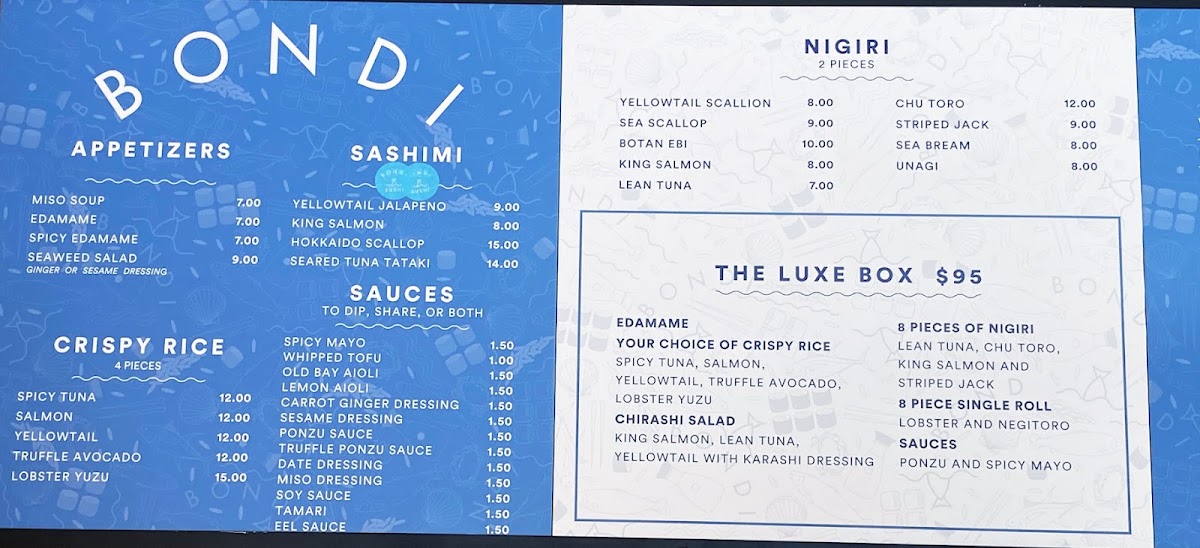 BONDI
APPETIZERS
MISO SOUP 7.00
EDAMAME 7.00
SPICY EDAMAME 7.00
SEAWEED SALAD 9.00
GINGER OR SESAME DRESSING
CRISPY RICE
4 PIECES
SPICY TUNA 12.00
SALMON 12.00
YELLOWTAIL 12.00
TRUFFLE AVOCADO 12.00
LOBSTER YUZU 15.00
SASHIMI
YELLOWTAIL JALAPENO 9.00
KING SALMON 8.00
HOKKAIDO SCALLOP 15.00
SEARED TUNA TATAKI 14.00
SAUCES
TO DIP, SHARE, OR BOTH
SPICY MAYO 1.50
WHIPPED TOFU 1.00
OLD BAY AIOLI 1.50
LEMON AIOLI 1.50
CARROT GINGER DRESSING 1.50
SESAME DRESSING 1.50
PONZU SAUCE 1.50
TRUFFLE PONZU SAUCE 1.50
DATE DRESSING 1.50
MISO DRESSING 1.50
SOY SAUCE 1.50
TAMARI 1.50
EEL SAUCE 1.50
NIGIRI
2 PIECES
YELLOWTAIL SCALLION 8.00
SEA SCALLOP 9.00
BOTAN EBI 10.00
KING SALMON 8.00
LEAN TUNA 7.00
CHU TORO 12.00
STRIPED JACK 9.00
SEA BREAM 8.00
UNAGI 8.00
THE LUXE BOX $95
EDAMAME
YOUR CHOICE OF CRISPY RICE
SPICY TUNA, SALMON,
YELLOWTAIL, TRUFFLE AVOCADO,
LOBSTER YUZU
CHIRASHI SALAD
KING SALMON, LEAN TUNA,
YELLOWTAIL WITH KARASHI DRESSING
8 PIECES OF NIGIRI
LEAN TUNA, CHU TORO,
KING SALMON AND
STRIPED JACK
8 PIECE SINGLE ROLL
LOBSTER AND NEGITORO
SAUCES
PONZU AND SPICY MAYO